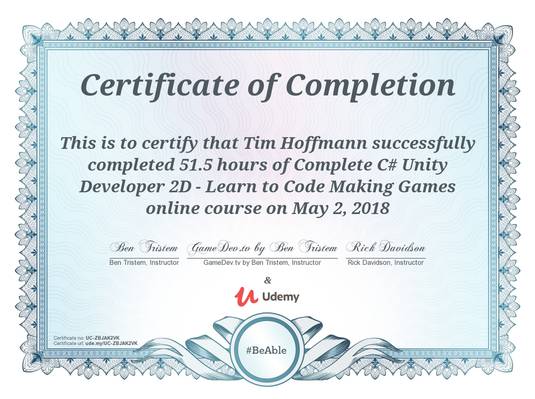 Certificate of Completion
This is to certify that Tim Hoffmann successfully
completed 51.5 hours of Complete C# Unity
Developer 2D - Learn to Code Making Games
online course on May 2, 2018
Ben Tristem GameDev.tv by Ben Tristem Rick Davidson
Ben Tristem, Instructor GameDev.tv by Ben Tristem, Instructor Rick Davidson, Instructor
&
Udemy
Certificate no: UC-ZBJAK2VK
Certificate url: ude.my/UC-ZBJAK2VK
#BeAble